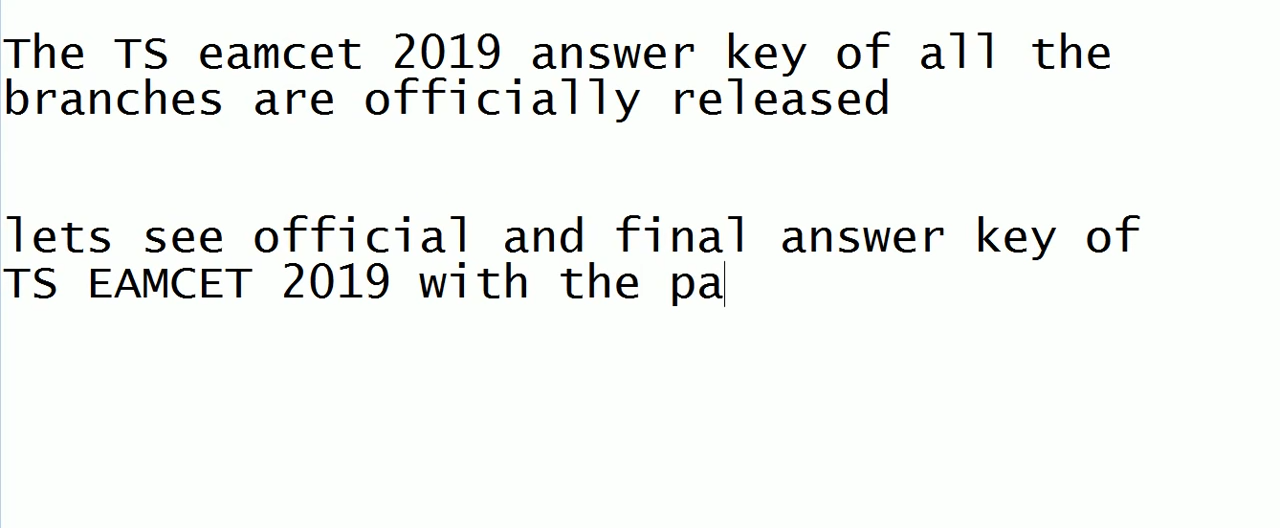 The TS eamcet 2019 answer key of all the
branches are officially released
lets see official and final answer key of
TS EAMCET 2019 with the pa